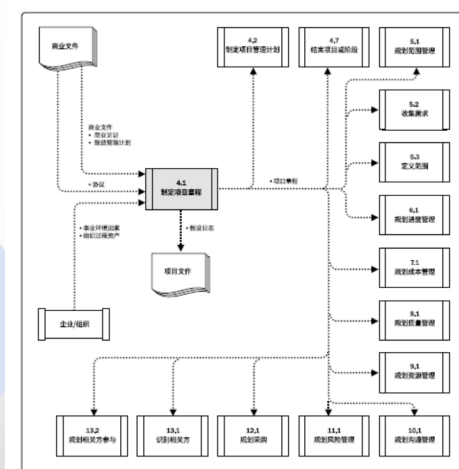 商业文件
4.2
制定项目管理计划
4.7
结束项目或阶段
5.1
规划范围管理
5.2
收集需求
5.3
定义范围
商业文件
• 商业论证
• 效益管理计划
• 协议
4.1
制定项目章程
• 项目章程
6.1
规划进度管理
• 事业环境因素
• 组织过程资产
• 假设日志
项目文件
7.1
规划成本管理
企业/组织
8.1
规划质量管理
9.1
规划资源管理
13.2
规划相关方参与
13.1
识别相关方
12.1
规划采购
11.1
规划风险管理
10.1
规划沟通管理